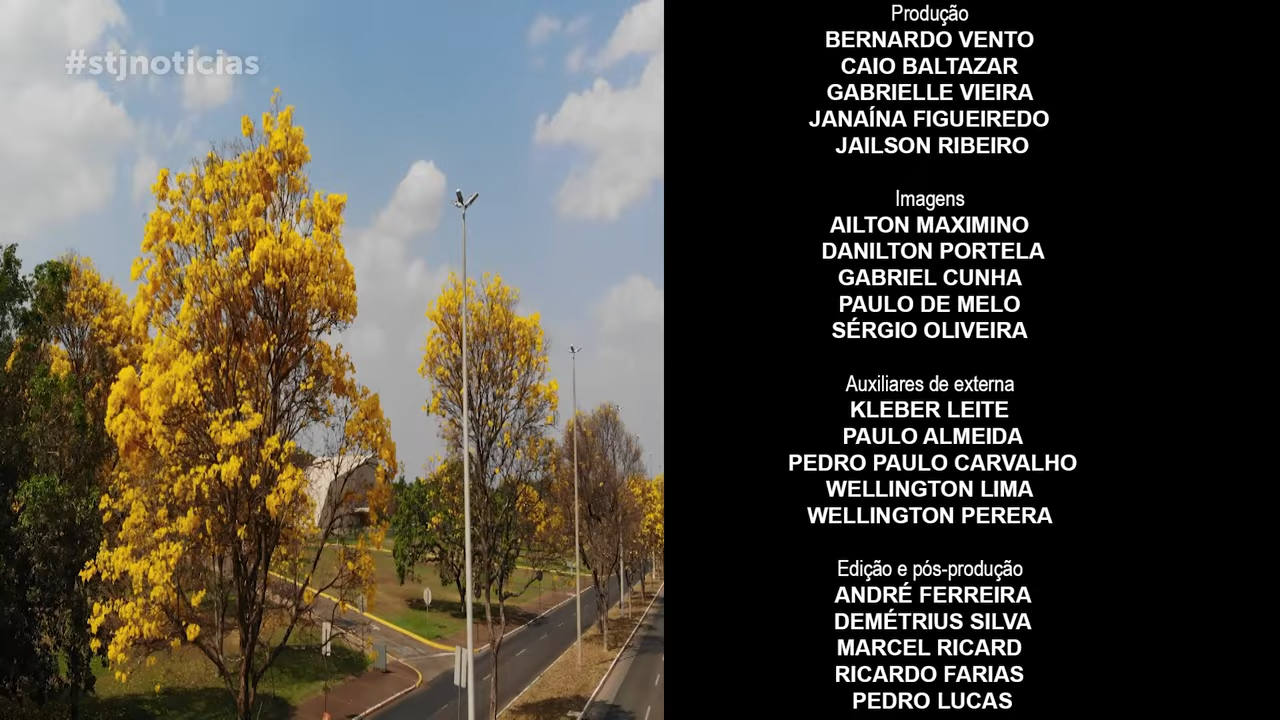 #stjnoticias
Produção
BERNARDO VENTO
CAIO BALTAZAR
GABRIELLE VIEIRA
JANAÍNA FIGUEIREDO
JAILSON RIBEIRO
Imagens
AILTON MAXIMINO
DANILTON PORTELA
GABRIEL CUNHA
PAULO DE MELO
SÉRGIO OLIVEIRA
Auxiliares de externa
KLEBER LEITE
PAULO ALMEIDA
PEDRO PAULO CARVALHO
WELLINGTON LIMA
WELLINGTON PERERA
Edição e pós-produção
ANDRÉ FERREIRA
DEMÉTRIUS SILVA
MARCEL RICARD
RICARDO FARIAS
PEDRO LUCAS